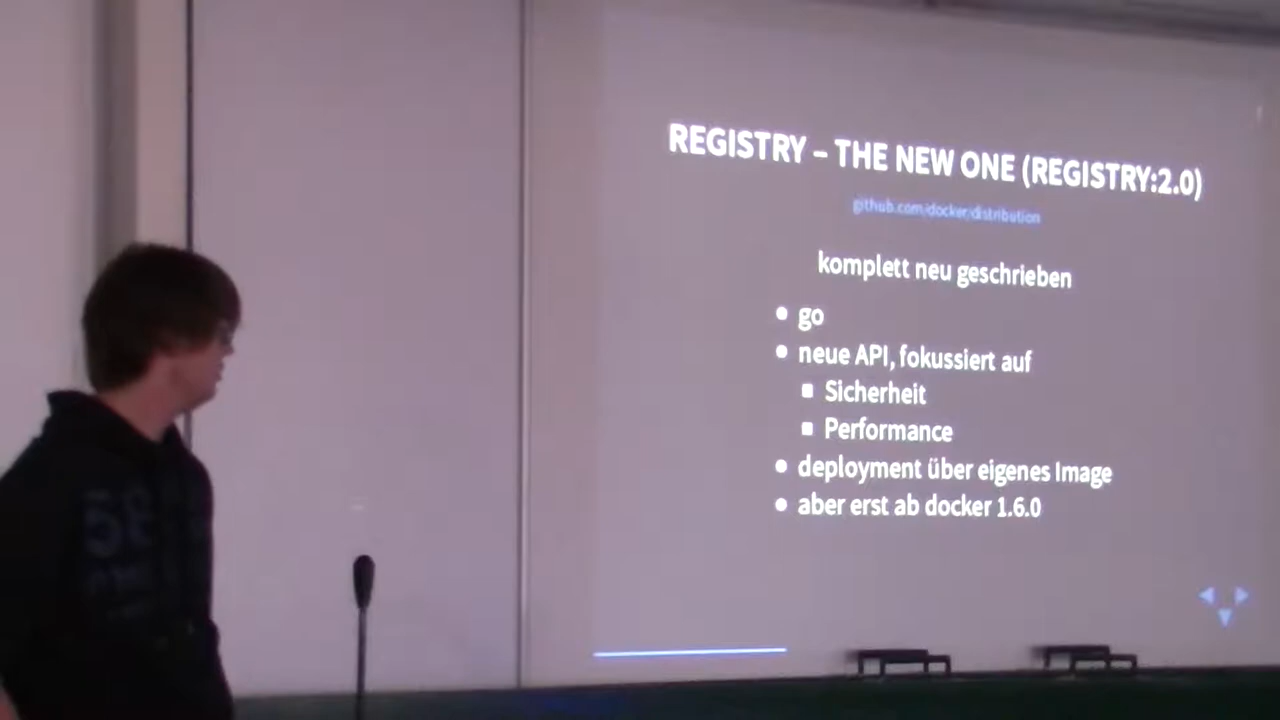 REGISTRY – THE NEW ONE (REGISTRY:2.0)
github.com/docker/distribution
komplett neu geschrieben
go
neue API, fokussiert auf
Sicherheit
Performance
deployment über eigenes Image
aber erst ab docker 1.6.0